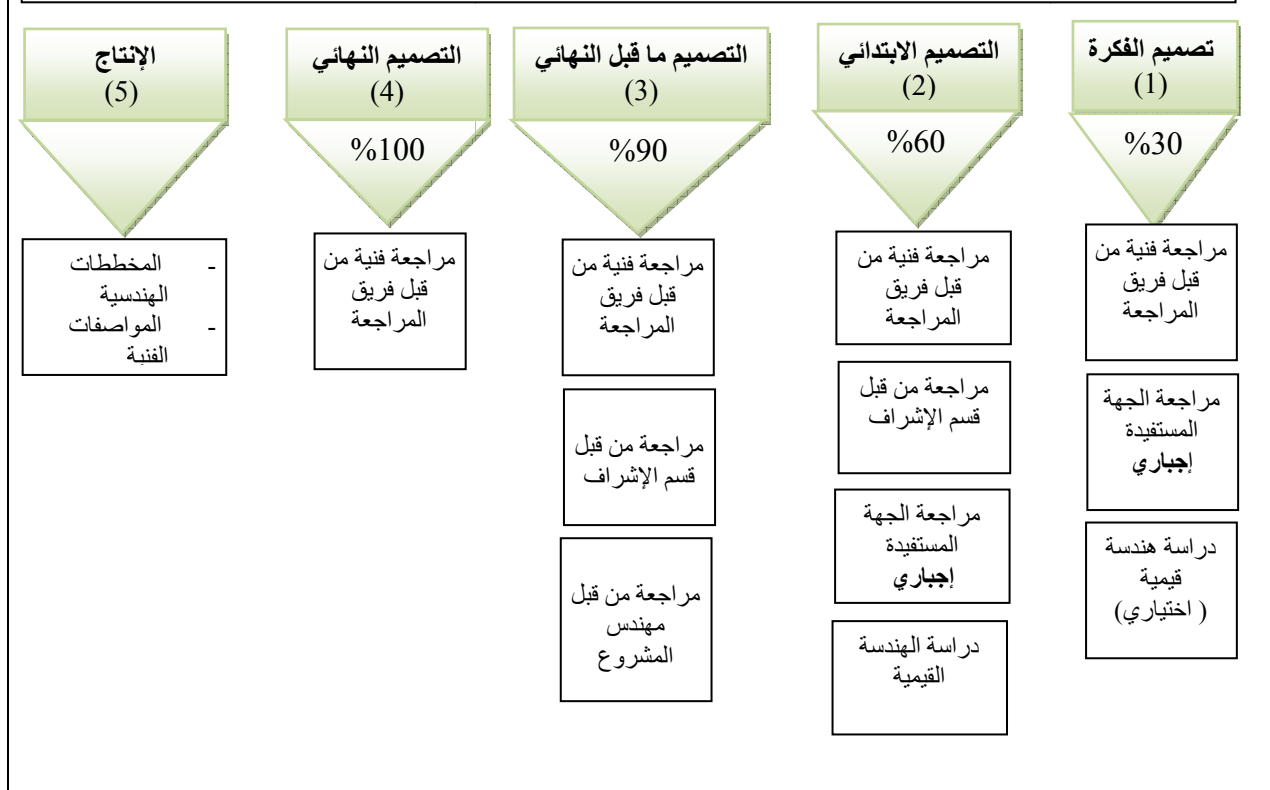 تصميم الفكرة
(1)
%30
مراجعة فنية من
قبل فريق
المراجعة
مراجعة الجهة
المستفيدة
إجباري
دراسة هندسة
قيمية
( اختياري)
التصميم الابتدائي
(2)
%60
مراجعة فنية من
قبل فريق
المراجعة
مراجعة من قبل
قسم الإشراف
مراجعة الجهة
المستفيدة
إجباري
دراسة الهندسة
القيمية
التصميم ما قبل النهائي
(3)
%90
مراجعة فنية من
قبل فريق
المراجعة
مراجعة من قبل
قسم الإشراف
مراجعة من قبل
مهندس
المشروع
التصميم النهائي
(4)
%100
مراجعة فنية من
قبل فريق
المراجعة
الإنتاج
(5)
- المخططات
الهندسية
- المواصفات
الفنية